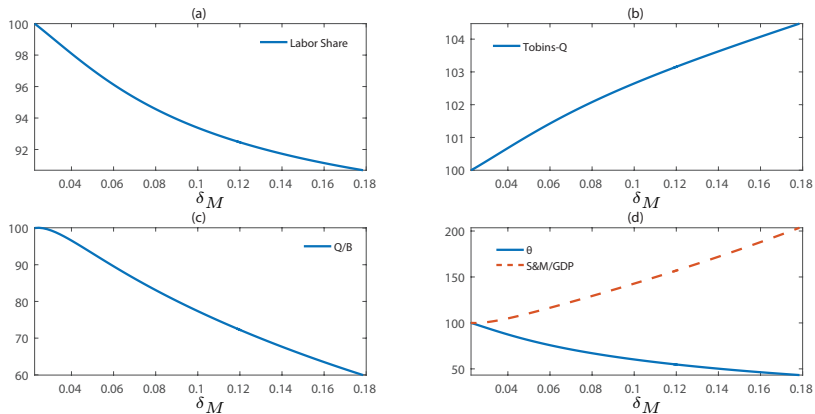 (a)
100
98
96
94
92
Labor Share
0.04 0.06 0.08 0.1 0.12 0.14 0.16 0.18
δ_M
(b)
104
103
102
101
100
Tobins-Q
0.04 0.06 0.08 0.1 0.12 0.14 0.16 0.18
δ_M
(c)
100
90
80
70
60
Q/B
0.04 0.06 0.08 0.1 0.12 0.14 0.16 0.18
δ_M
(d)
200
150
100
50
θ
S&M/GDP
0.04 0.06 0.08 0.1 0.12 0.14 0.16 0.18
δ_M